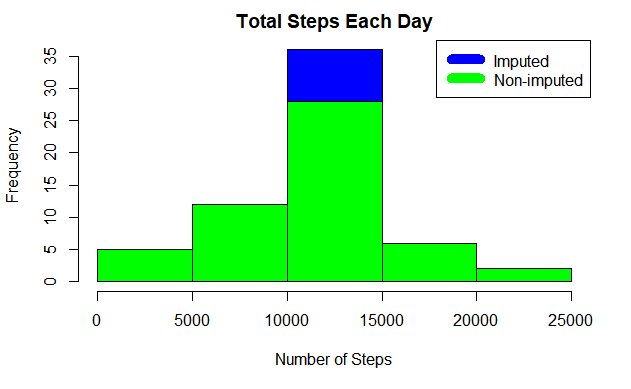 Total Steps Each Day
Imputed
Non-imputed
Frequency
35
30
25
20
15
10
5
0
0 5000 10000 15000 20000 25000
Number of Steps